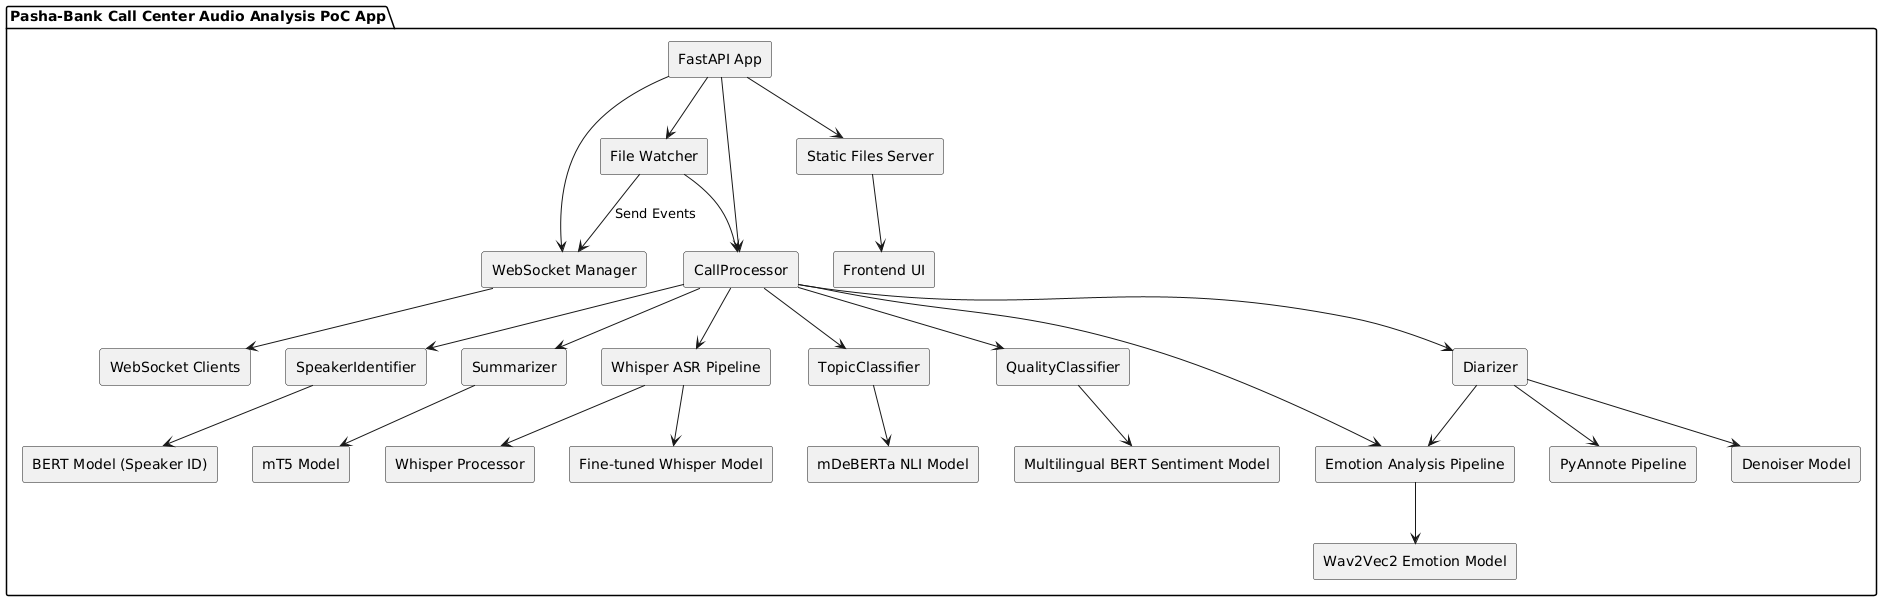 Pasha-Bank Call Center Audio Analysis PoC App
FastAPI App
File Watcher
Static Files Server
Send Events
WebSocket Manager
CallProcessor
Frontend UI
WebSocket Clients
SpeakerIdentifier
Summarizer
Whisper ASR Pipeline
TopicClassifier
QualityClassifier
Diarizer
BERT Model (Speaker ID)
mT5 Model
Whisper Processor
Fine-tuned Whisper Model
mDeBERTa NLI Model
Multilingual BERT Sentiment Model
Emotion Analysis Pipeline
PyAnnote Pipeline
Denoiser Model
Wav2Vec2 Emotion Model